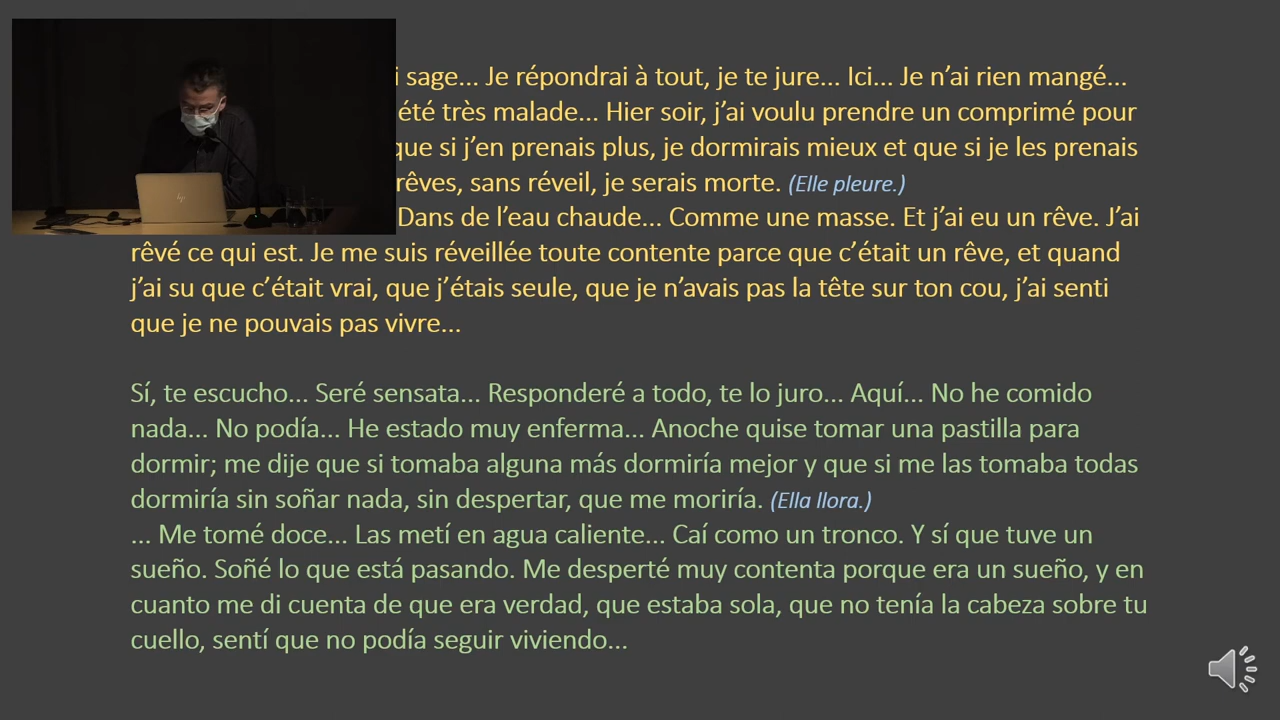 sage... Je répondrai à tout, je te jure... Ici... Je n’ai rien mangé...
été très malade... Hier soir, j’ai voulu prendre un comprimé pour
que si j’en prenais plus, je dormirais mieux et que si je les prenais
rêves, sans réveil, je serais morte. (Elle pleure.)
Dans de l’eau chaude... Comme une masse. Et j’ai eu un rêve. J’ai
rêvé ce qui est. Je me suis réveillée toute contente parce que c’était un rêve, et quand
j’ai su que c’était vrai, que j’étais seule, que je n’avais pas la tête sur ton cou, j’ai senti
que je ne pouvais pas vivre...
Sí, te escucho... Seré sensata... Responderé a todo, te lo juro... Aquí... No he comido
nada... No podía... He estado muy enferma... Anoche quise tomar una pastilla para
dormir; me dije que si tomaba alguna más dormiría mejor y que si me las tomaba todas
dormiría sin soñar nada, sin despertar, que me moriría. (Ella llora.)
... Me tomé doce... Las metí en agua caliente... Caí como un tronco. Y sí que tuve un
sueño. Soñé lo que está pasando. Me desperté muy contenta porque era un sueño, y en
cuanto me di cuenta de que era verdad, que estaba sola, que no tenía la cabeza sobre tu
cuello, sentí que no podía seguir viviendo...